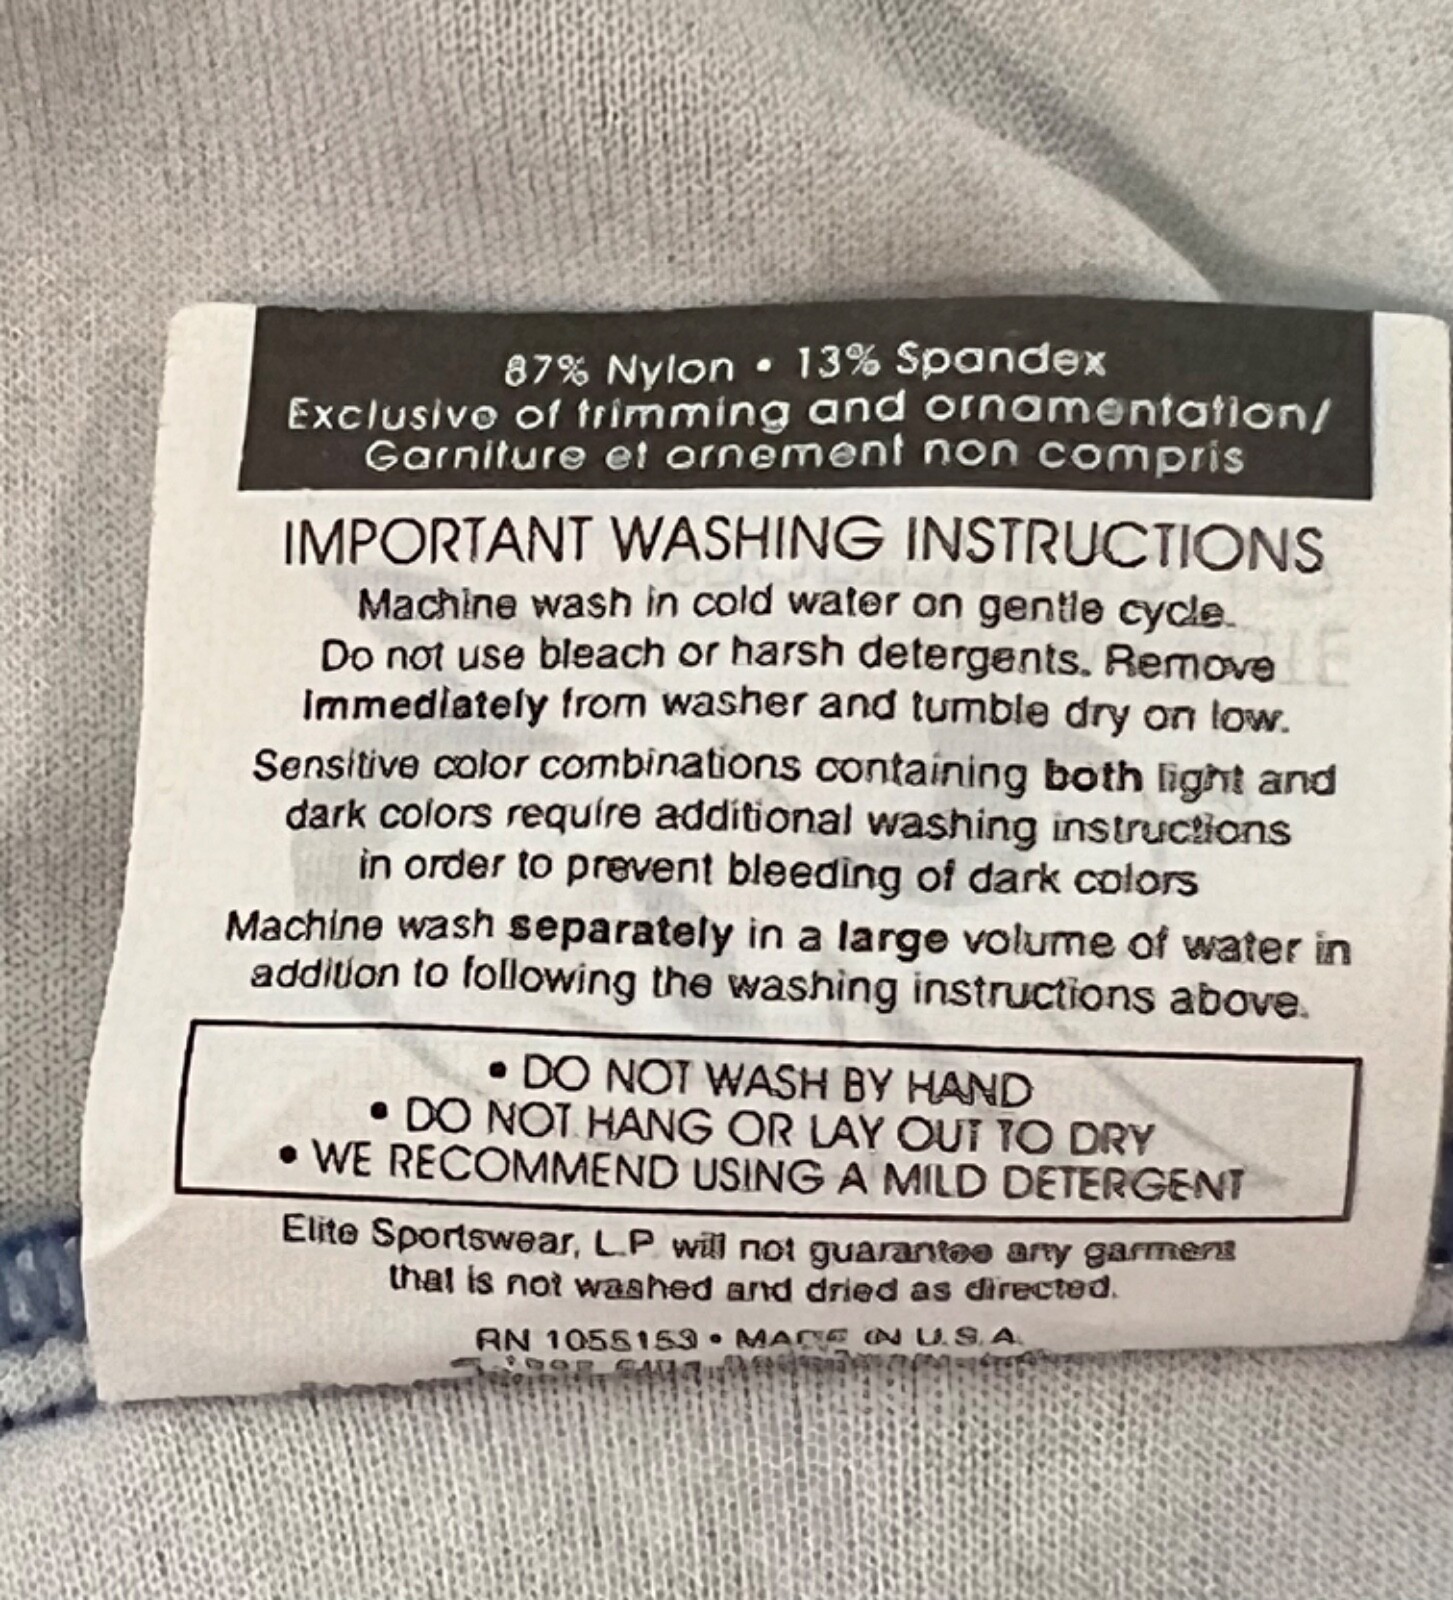 87% Nylon • 13% Spandex
Exclusive of trimming and ornamentation/
Garniture et ornement non compris
IMPORTANT WASHING INSTRUCTIONS
Machine wash in cold water on gentle cycle.
Do not use bleach or harsh detergents. Remove
immediately from washer and tumble dry on low.
Sensitive color combinations containing both light and
dark colors require additional washing instructions
in order to prevent bleeding of dark colors
Machine wash separately in a large volume of water in
addition to following the washing instructions above.
• DO NOT WASH BY HAND
• DO NOT HANG OR LAY OUT TO DRY
• WE RECOMMEND USING A MILD DETERGENT
Elite Sportswear, L.P. will not guarantee any garment
that is not washed and dried as directed.
RN 1055153 • MADE IN U.S.A.